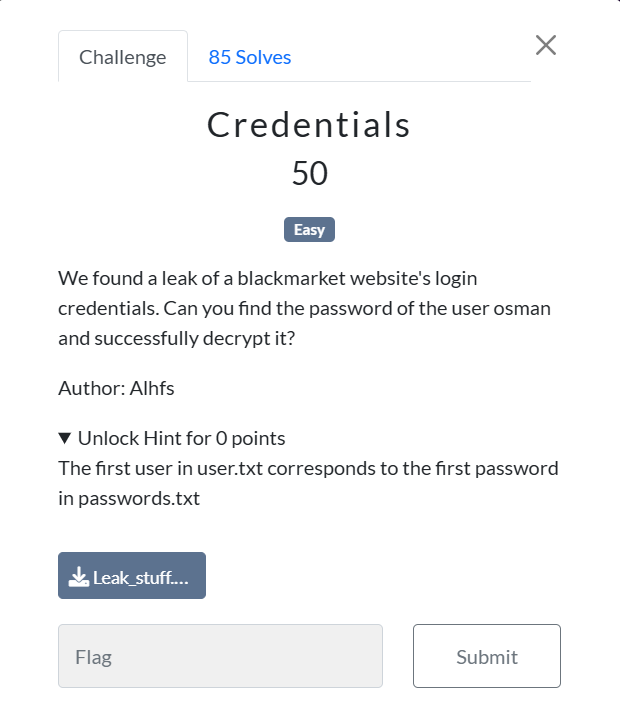 Challenge
85 Solves
Credentials
50
Easy
We found a leak of a blackmarket website's login
credentials. Can you find the password of the user osman
and successfully decrypt it?
Author: Alhfs
Unlock Hint for 0 points
The first user in user.txt corresponds to the first password
in passwords.txt
Leak_stuff....
Flag
Submit